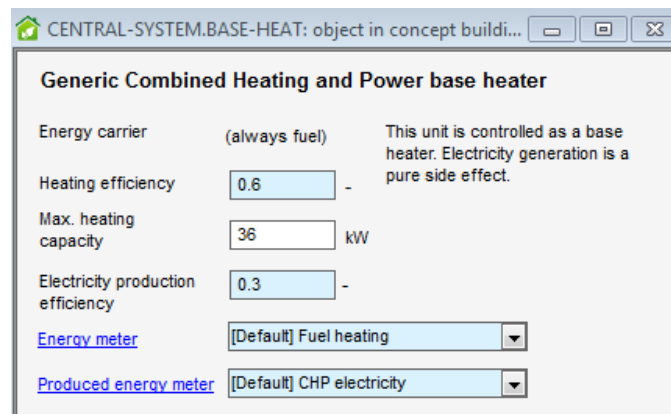 CENTRAL-SYSTEM.BASE-HEAT: object in concept buildi...
Generic Combined Heating and Power base heater
Energy carrier (always fuel)
This unit is controlled as a base
heater. Electricity generation is a
pure side effect.
Heating efficiency 0.6 -
Max. heating
capacity 36 kW
Electricity production
efficiency 0.3 -
Energy meter [Default] Fuel heating
Produced energy meter [Default] CHP electricity